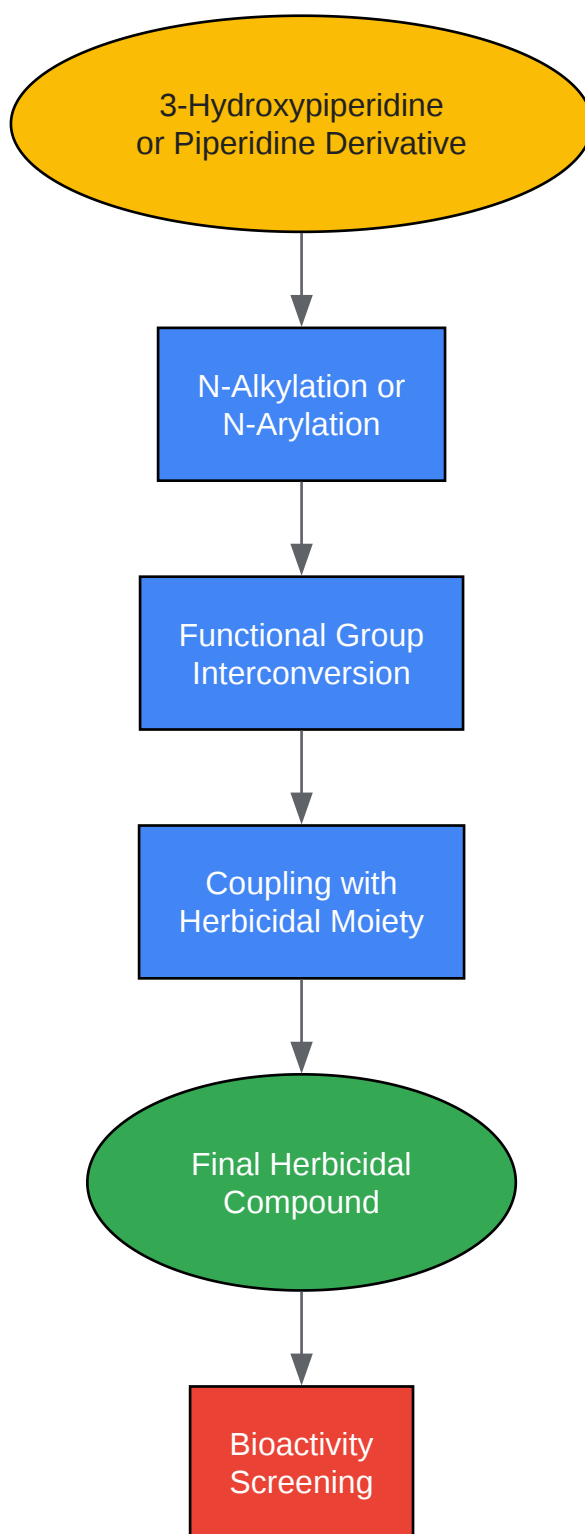 3-Hydroxypiperidine
or Piperidine Derivative
N-Alkylation or
N-Arylation
Functional Group
Interconversion
Coupling with
Herbicidal Moiety
Final Herbicidal
Compound
Bioactivity
Screening